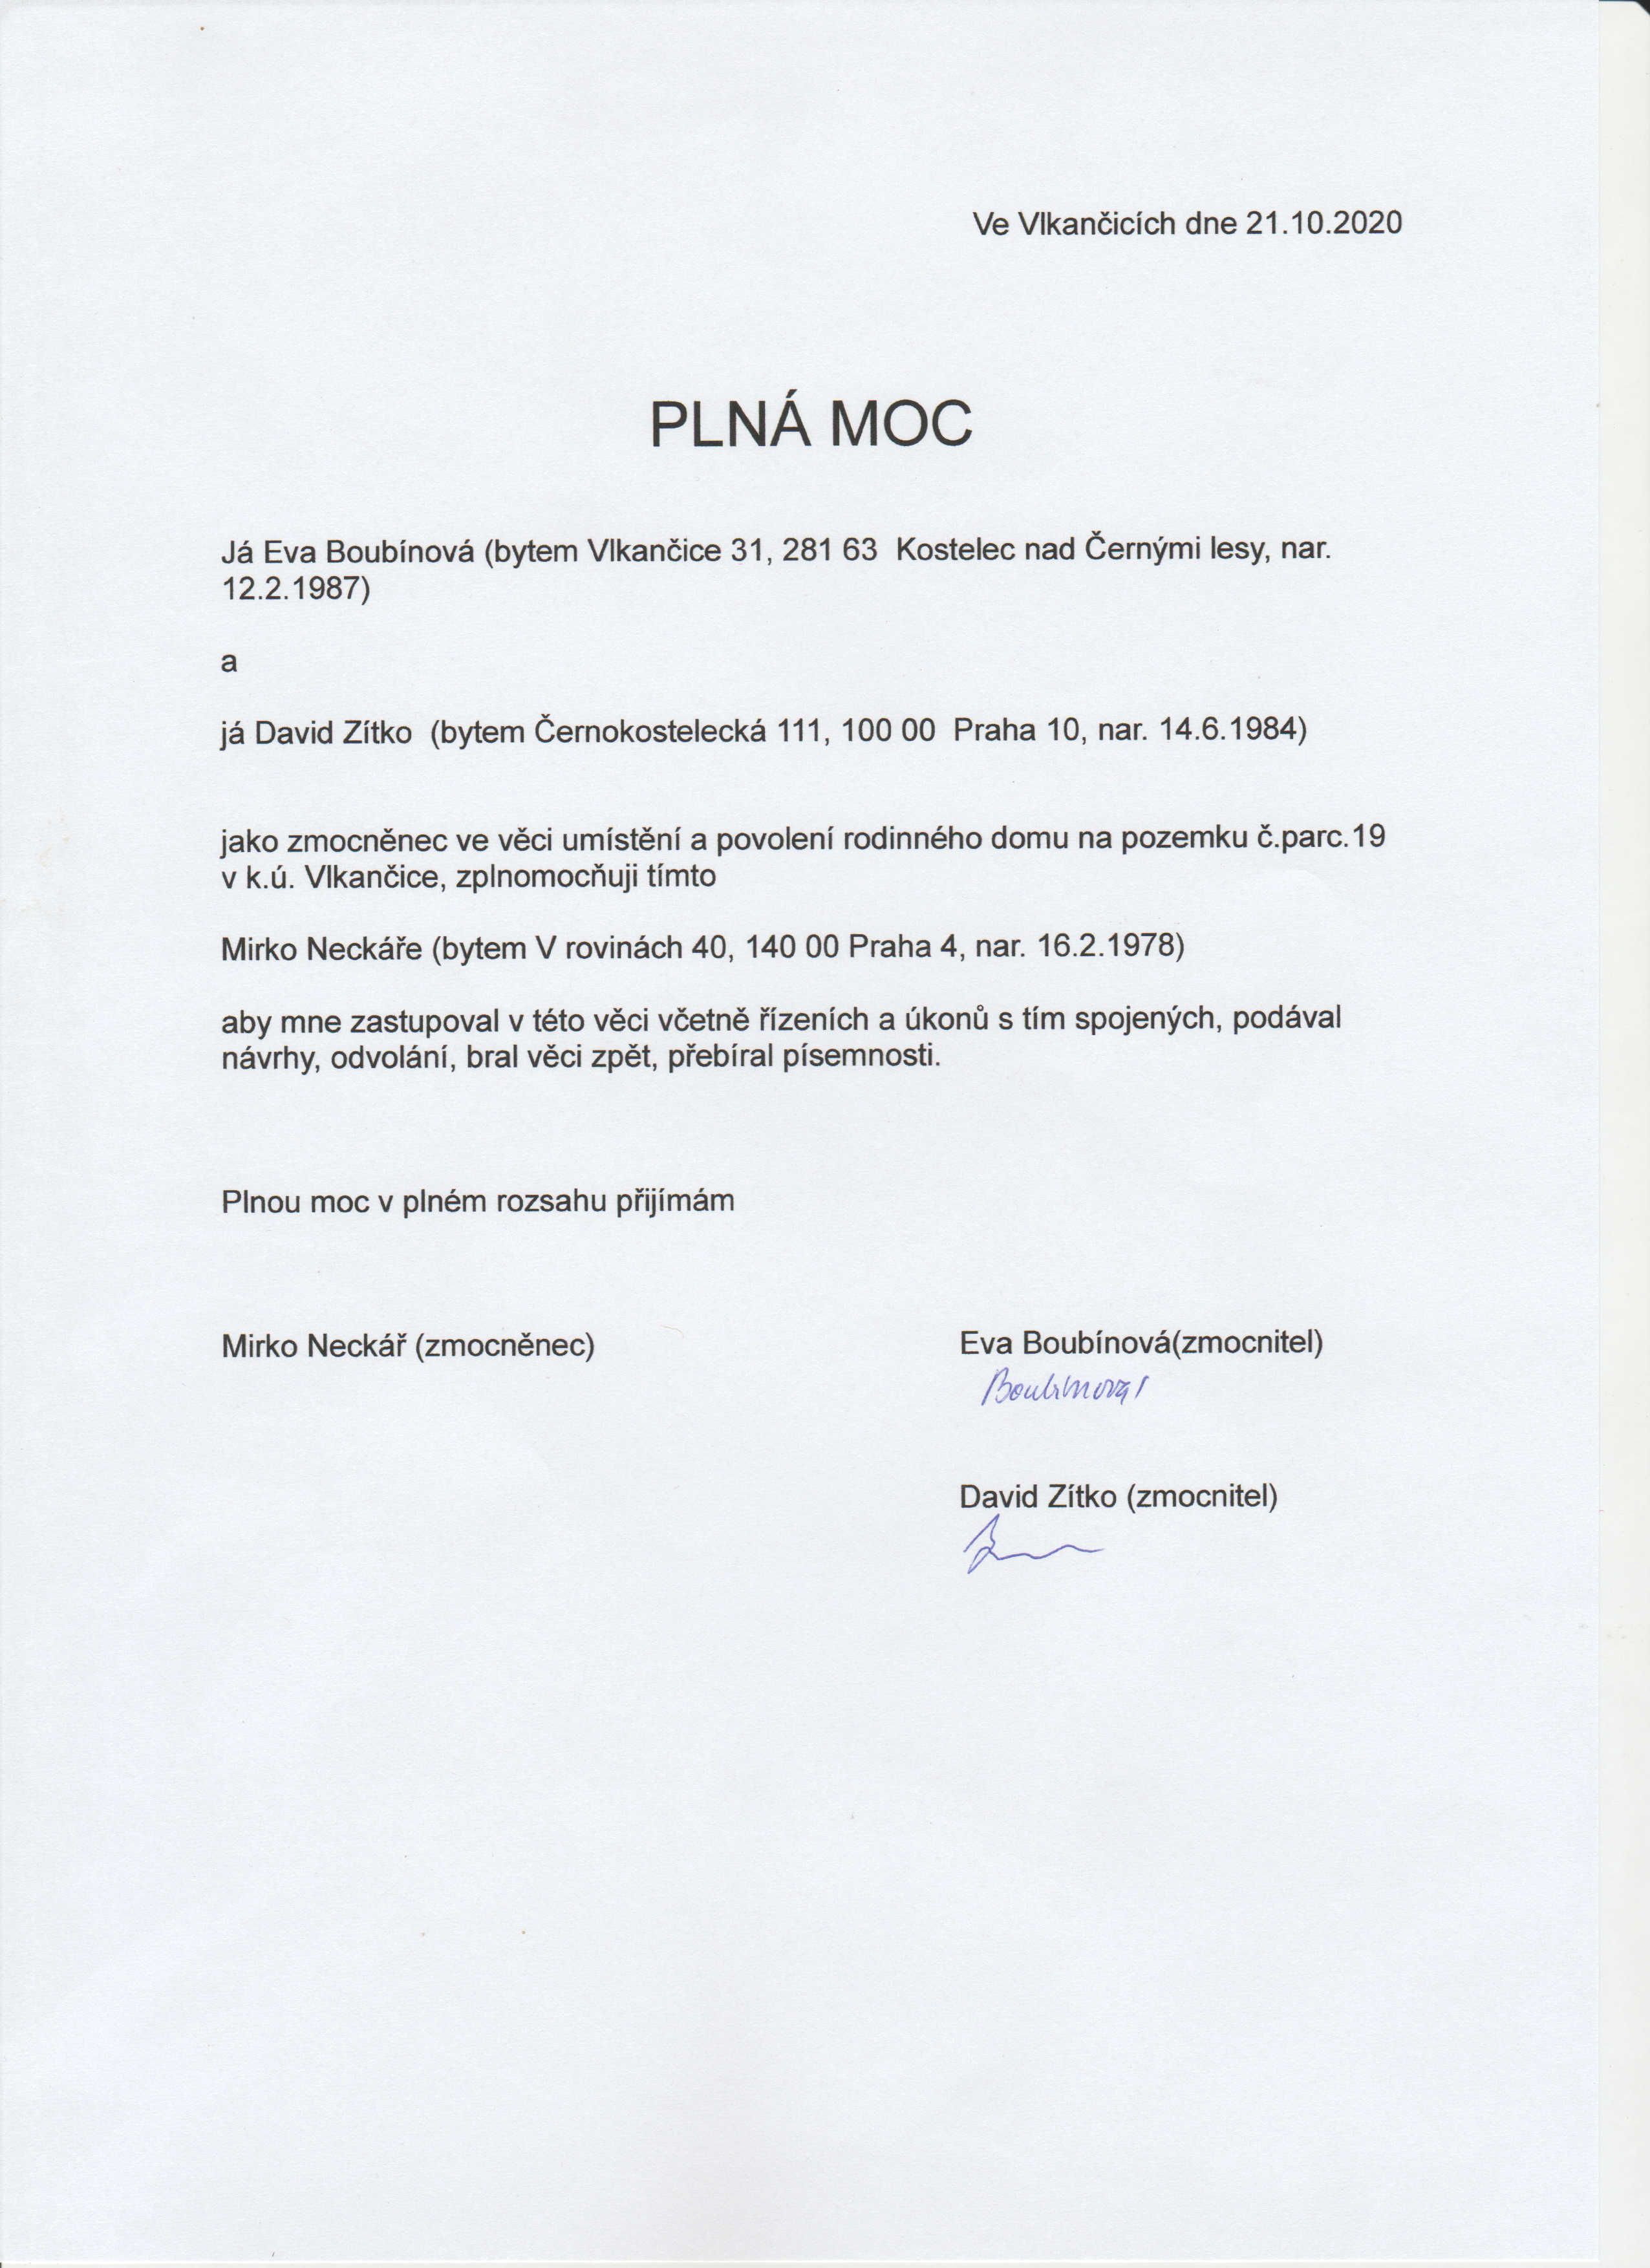 Ve Vlkančicích dne 21.10.2020
PLNÁ MOC
Já Eva Boubínová (bytem Vlkančice 31, 281 63  Kostelec nad Černými lesy, nar.
12.2.1987)
a
já David Zítko  (bytem Černokostelecká 111, 100 00  Praha 10, nar. 14.6.1984)
jako zmocněnec ve věci umístění a povolení rodinného domu na pozemku č.parc.19
v k.ú. Vlkančice, zplnomocňuji tímto
Mirko Neckáře (bytem V rovinách 40, 140 00 Praha 4, nar. 16.2.1978)
aby mne zastupoval v této věci včetně řízeních a úkonů s tím spojených, podával
návrhy, odvolání, bral věci zpět, přebíral písemnosti.
Plnou moc v plném rozsahu přijímám
Mirko Neckář (zmocněnec)
Eva Boubínová(zmocnitel)
Boubínová
David Zítko (zmocnitel)